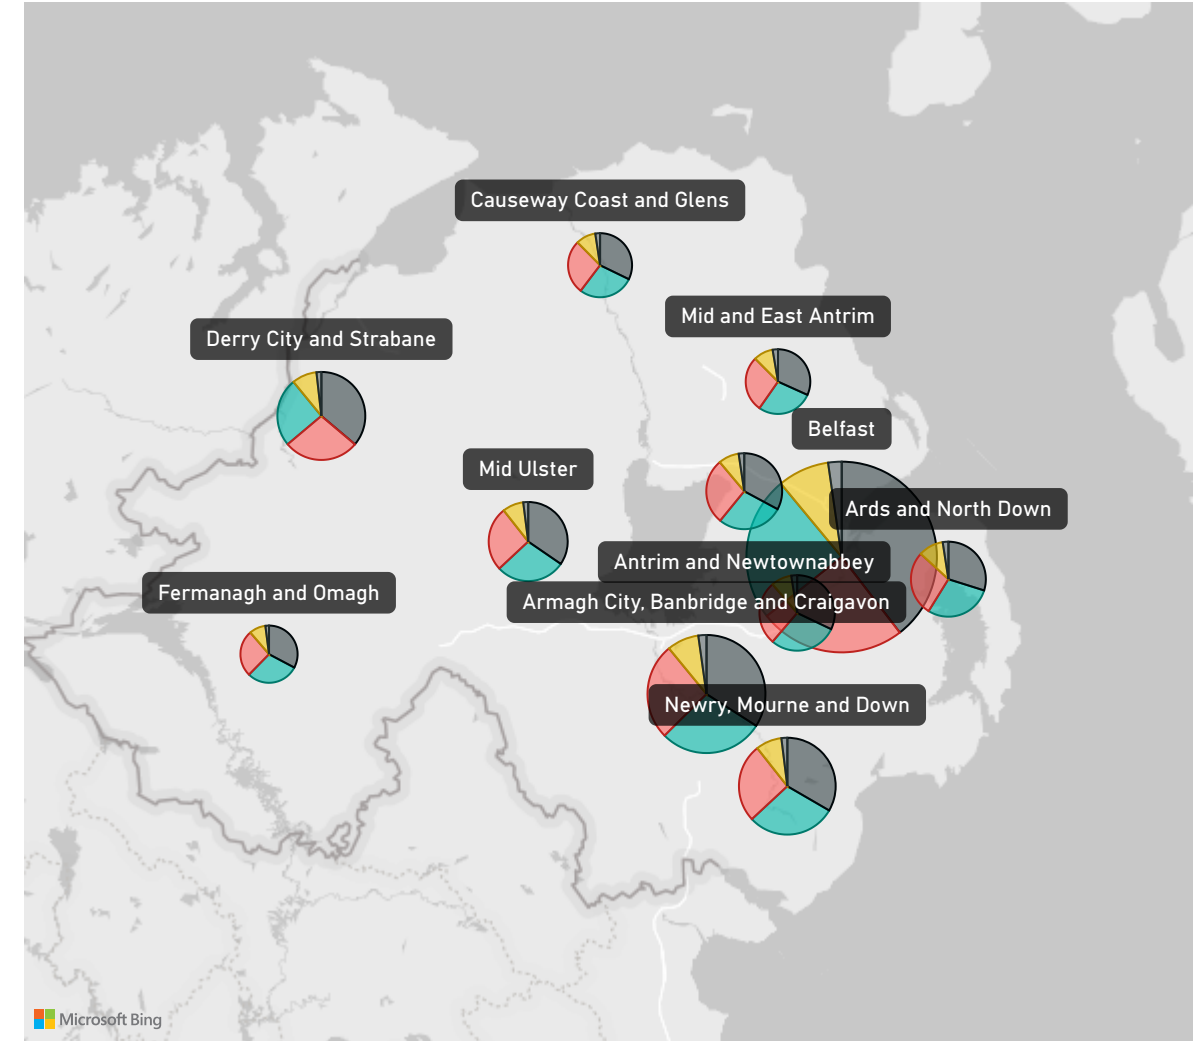 Causeway Coast and Glens
Mid and East Antrim
Derry City and Strabane
Belfast
Mid Ulster
Ards and North Down
Antrim and Newtownabbey
Fermanagh and Omagh
Armagh City, Banbridge and Craigavon
Newry, Mourne and Down
Microsoft Bing